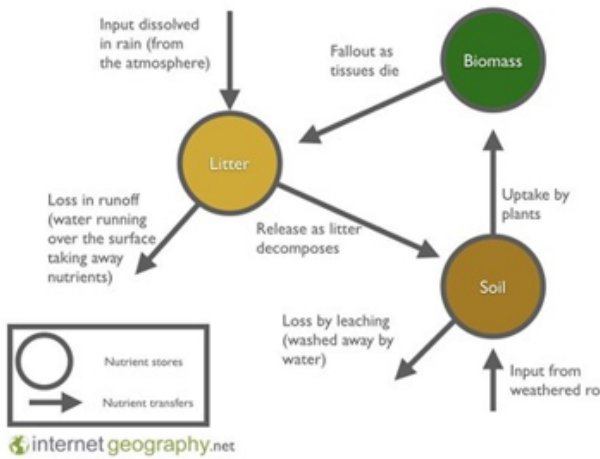 Input dissolved
in rain (from
the atmosphere)
Fallout as
tissues die
Biomass
Litter
Loss in runoff
(water running
over the surface
taking away
nutrients)
Release as litter
decomposes
Uptake by
plants
Soil
Loss by leaching
(washed away by
water)
Input from
weathered ro
Nutrient stores
Nutrient transfers
internetgeography.net